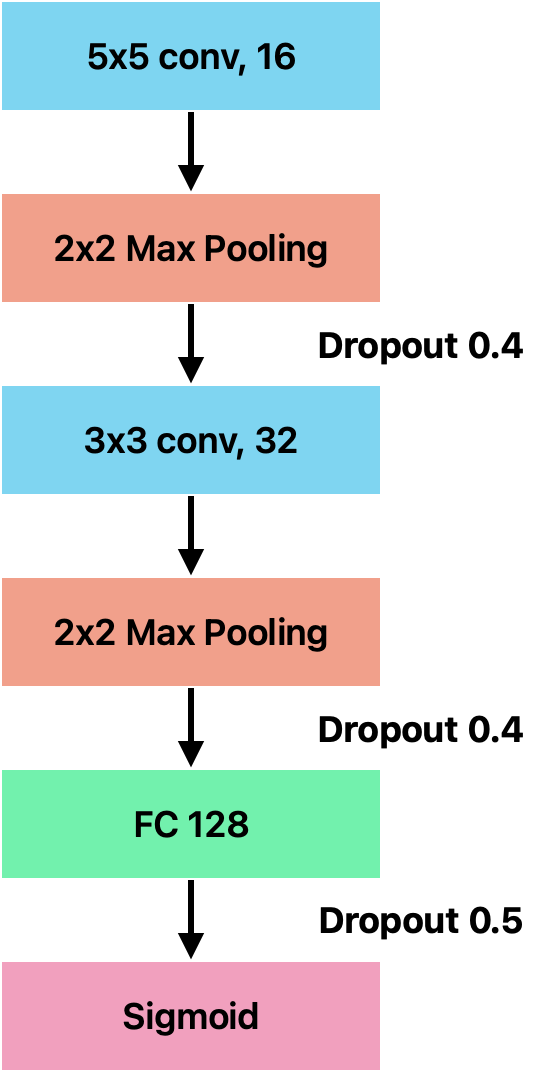 5x5 conv, 16
2x2 Max Pooling
Dropout 0.4
3x3 conv, 32
2x2 Max Pooling
Dropout 0.4
FC 128
Dropout 0.5
Sigmoid